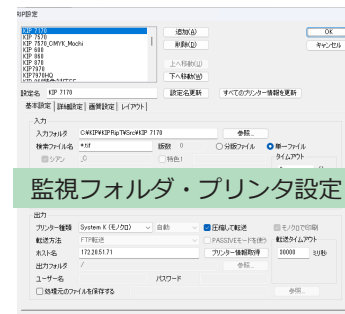 RIP設定
KIP 7170
KIP 7570
KIP 7570_CMYK_Mochi
KIP 600
KIP 860
KIP 870
KIP7970
KIP7970HQ
追加(A)
削除(D)
上へ移動(U)
下へ移動(W)
OK
キャンセル
設定名 KIP 7170
設定名更新
すべてのプリンター情報を更新
基本設定 詳細設定 画質設定 レイアウト
入力
入力フォルダ C:¥KIP¥KIPRipTWSrc¥KIP 7170 参照...
検索ファイル名 *.tif 版数 0 分版ファイル 単一ファイル
シアン _C 特色1 タイムアウト
監視フォルダ・プリンタ設定
出力
プリンター種類 System K (モノクロ) 自動 圧縮して転送 モノクロで印刷
転送方法 FTP転送 PASSIVEモードを使う 転送タイムアウト
ホスト名 172.20.51.71 プリンター情報取得 30000 ミリ秒
出力フォルダ / 参照...
ユーザー名 パスワード
処理元のファイルを保存する 参照...